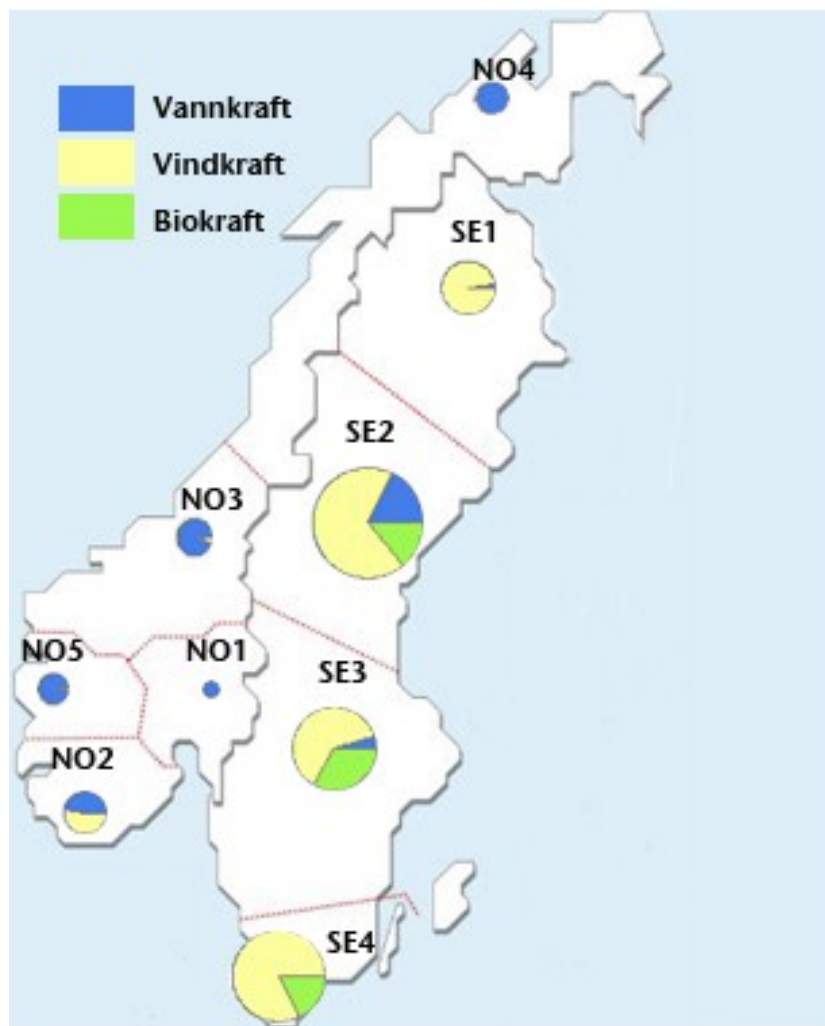 NO4
Vannkraft
Vindkraft
Biokraft
SE1
SE2
NO3
NO5
NO1
SE3
NO2
SE4